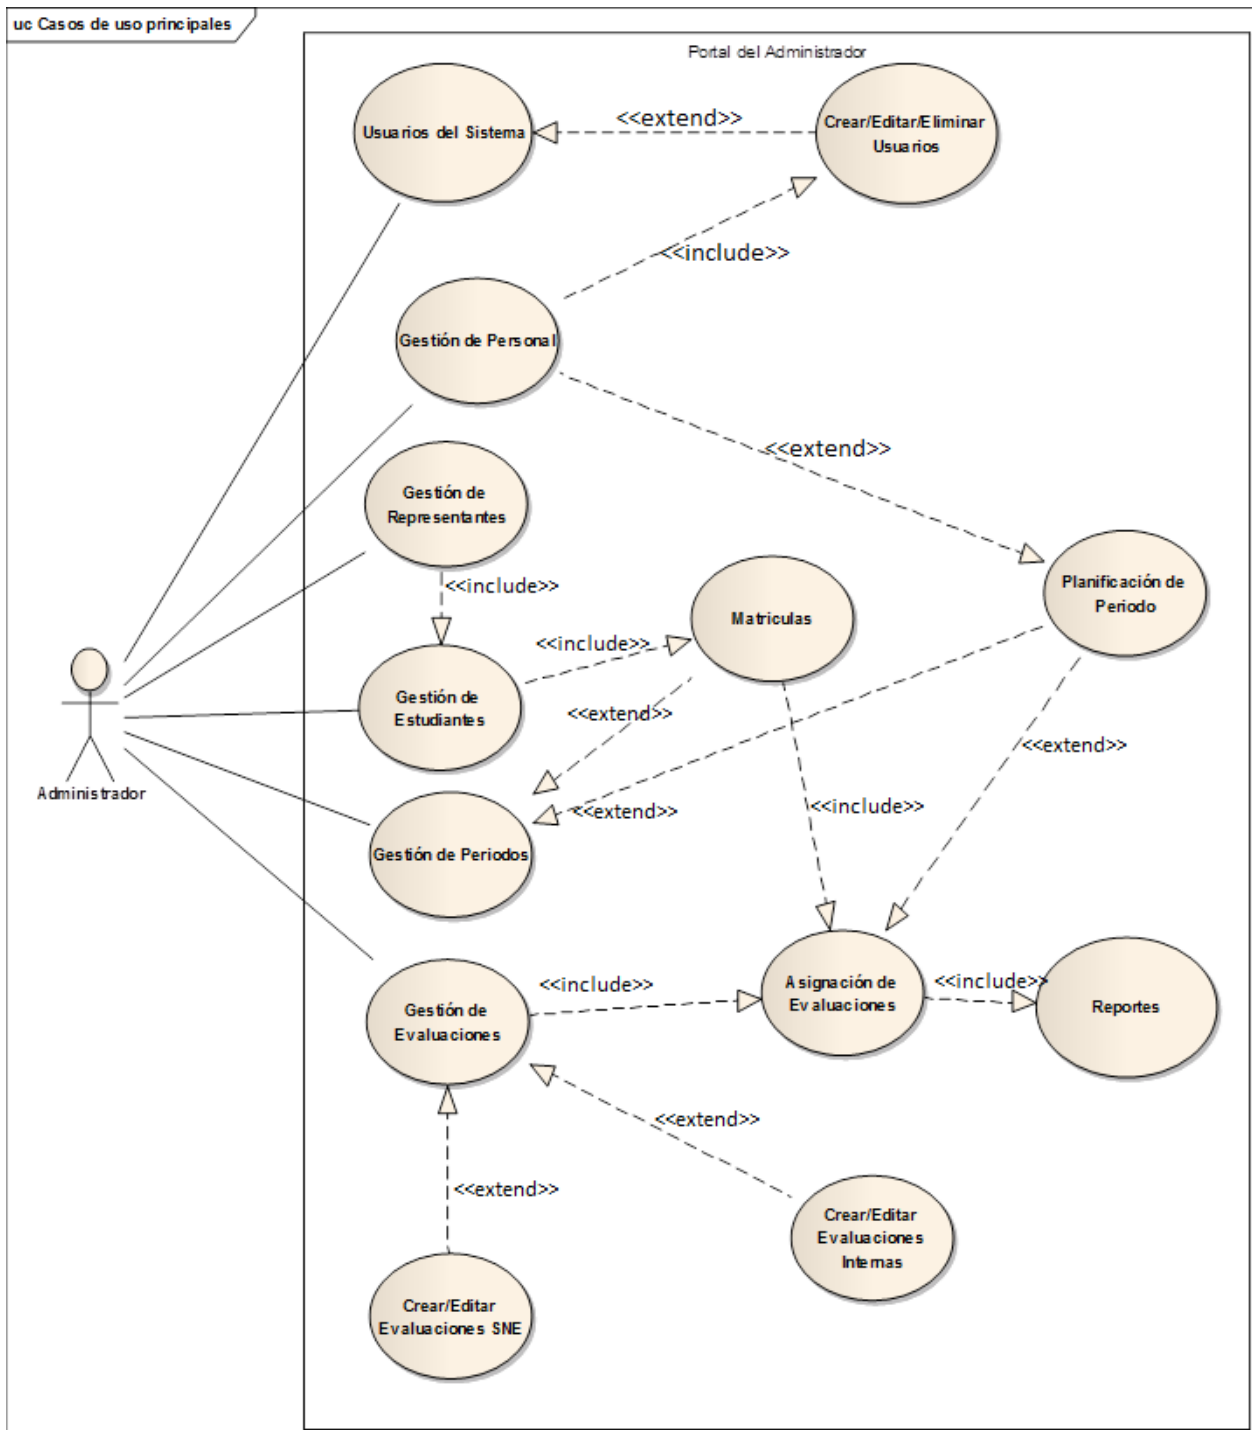 uc Casos de uso principales
Portal del Administrador
Usuarios del Sistema
<<extend>>
Crear/Editar/Eliminar
Usuarios
<<include>>
Gestión de Personal
<<extend>>
Gestión de
Representantes
<<include>>
Matriculas
Planificación de
Periodo
<<include>>
Gestión de
Estudiantes
<<extend>>
<<extend>>
Administrador
<<include>>
<<extend>>
Gestión de Periodos
Gestión de
Evaluaciones
<<include>>
Asignación de
Evaluaciones
<<include>>
Reportes
<<extend>>
<<extend>>
Crear/Editar
Evaluaciones
Internas
Crear/Editar
Evaluaciones SNE